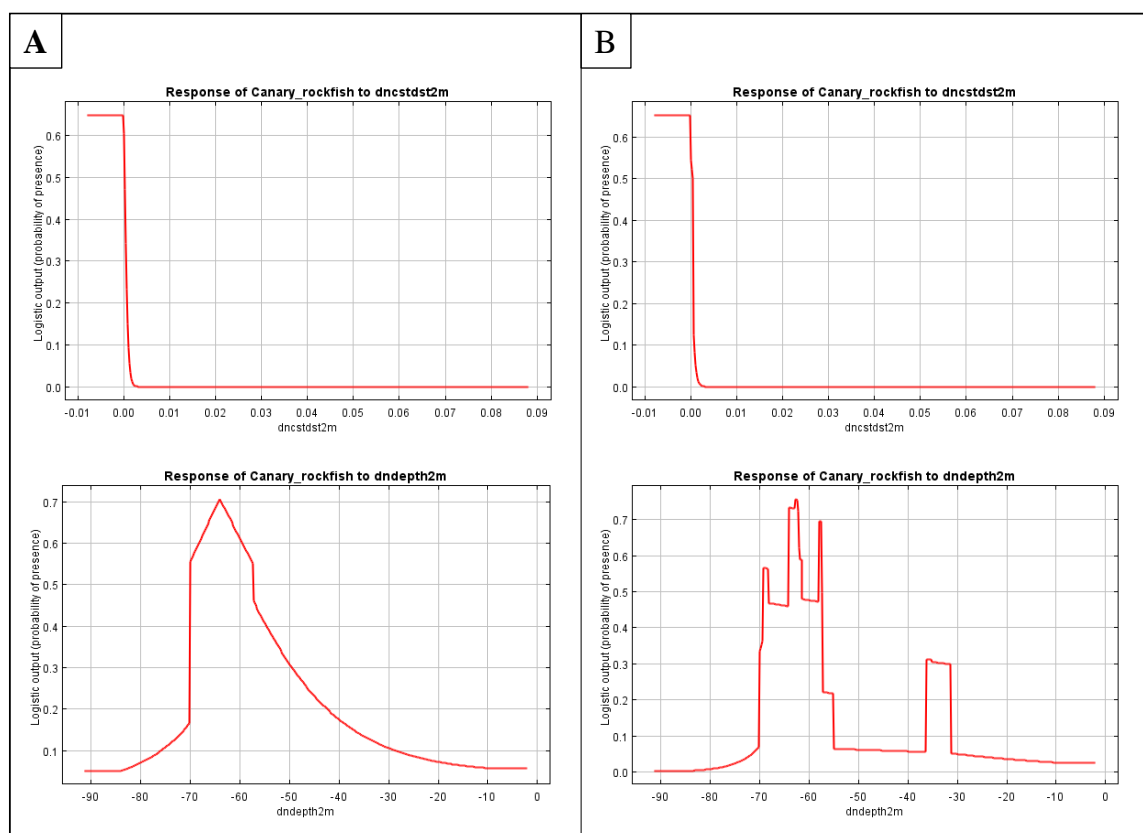 A
Response of Canary_rockfish to dncstdst2m
Logistic output (probability of presence)
0.6
0.5
0.4
0.3
0.2
0.1
0.0
-0.01 0.00 0.01 0.02 0.03 0.04 0.05 0.06 0.07 0.08 0.09
dncstdst2m
Response of Canary_rockfish to dndepth2m
Logistic output (probability of presence)
0.7
0.6
0.5
0.4
0.3
0.2
0.1
-90 -80 -70 -60 -50 -40 -30 -20 -10 0
dndepth2m
B
Response of Canary_rockfish to dncstdst2m
Logistic output (probability of presence)
0.6
0.5
0.4
0.3
0.2
0.1
0.0
-0.01 0.00 0.01 0.02 0.03 0.04 0.05 0.06 0.07 0.08 0.09
dncstdst2m
Response of Canary_rockfish to dndepth2m
Logistic output (probability of presence)
0.7
0.6
0.5
0.4
0.3
0.2
0.1
0.0
-90 -80 -70 -60 -50 -40 -30 -20 -10 0
dndepth2m